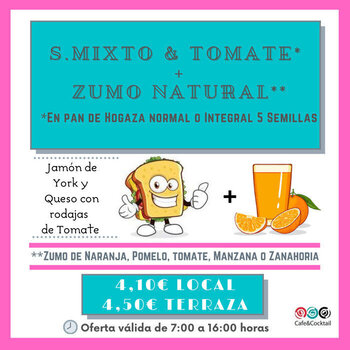 S.MIXTO & TOMATE*
+
ZUMO NATURAL**
*En pan de Hogaza normal o Integral 5 Semillas
Jamón de
York y
Queso con
rodajas
de Tomate
+
**Zumo de Naranja, Pomelo, tomate, Manzana o Zanahoria
4,10€ LOCAL
4,50€ TERRAZA
Oferta válida de 7:00 a 16:00 horas
Cafe&Cocktail